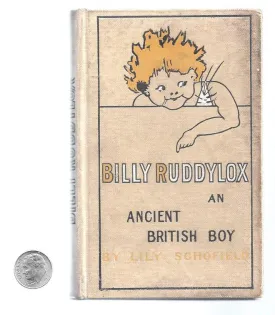 BILLY RUDDYLOX
AN
ANCIENT
BRITISH BOY
BY LILY SCHOFIELD